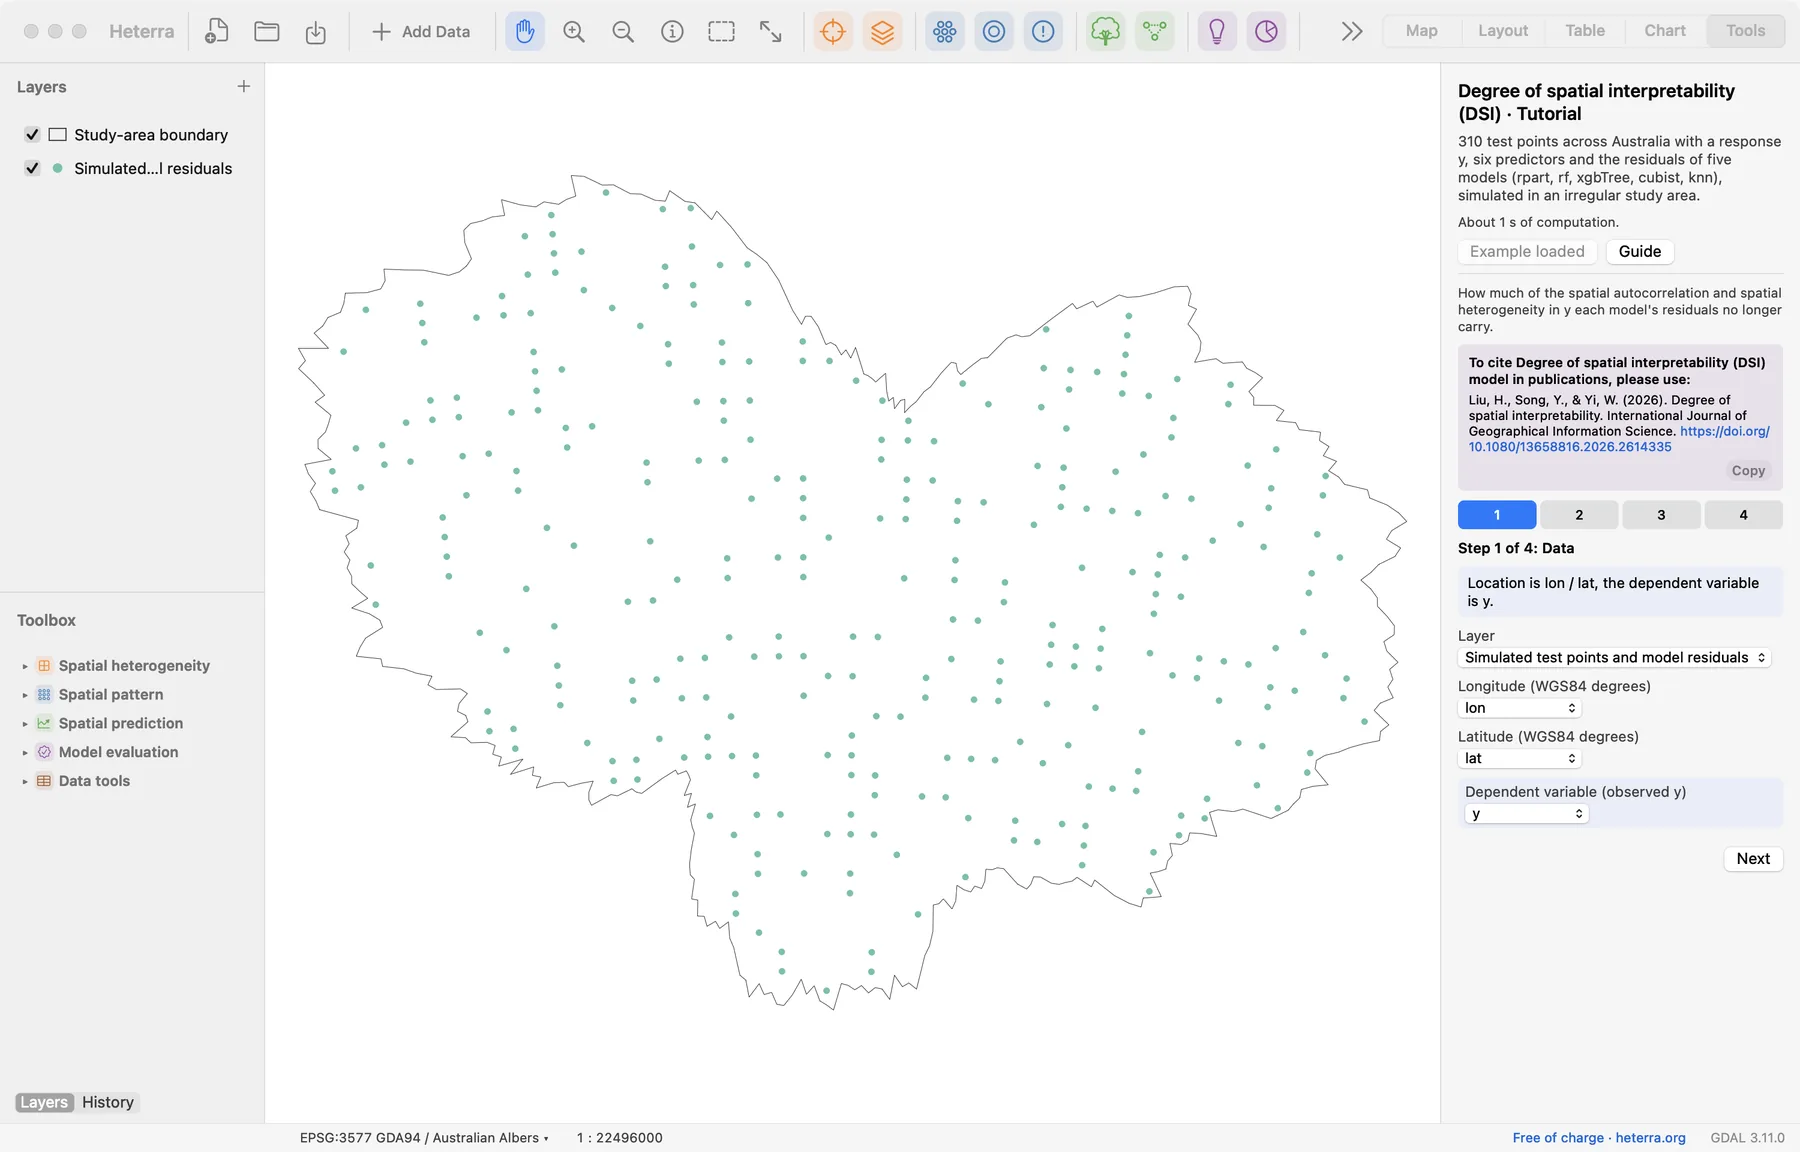 Heterra
Add Data
Map
Layout
Table
Chart
Tools
Layers
Study-area boundary
Simulated...l residuals
Toolbox
Spatial heterogeneity
Spatial pattern
Spatial prediction
Model evaluation
Data tools
Layers
History
EPSG:3577 GDA94 / Australian Albers
1 : 22496000
Free of charge · heterra.org
GDAL 3.11.0
Degree of spatial interpretability
(DSI) · Tutorial
310 test points across Australia with a response
y, six predictors and the residuals of five
models (rpart, rf, xgbTree, cubist, knn),
simulated in an irregular study area.
About 1 s of computation.
Example loaded
Guide
How much of the spatial autocorrelation and spatial
heterogeneity in y each model's residuals no longer
carry.
To cite Degree of spatial interpretability (DSI)
model in publications, please use:
Liu, H., Song, Y., & Yi, W. (2026). Degree of
spatial interpretability. International Journal of
Geographical Information Science. https://doi.org/
10.1080/13658816.2026.2614335
Copy
1
2
3
4
Step 1 of 4: Data
Location is lon / lat, the dependent variable
is y.
Layer
Simulated test points and model residuals
Longitude (WGS84 degrees)
lon
Latitude (WGS84 degrees)
lat
Dependent variable (observed y)
y
Next